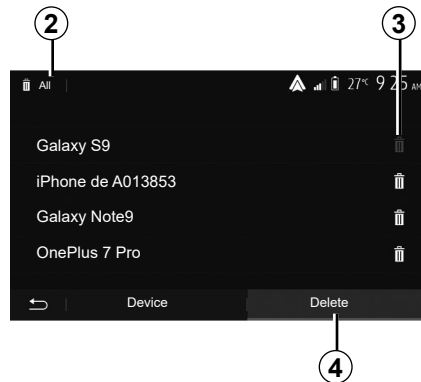 2 3
All 27°C 9 25 AM
Galaxy S9
iPhone de A013853
Galaxy Note9
OnePlus 7 Pro
Device Delete
4